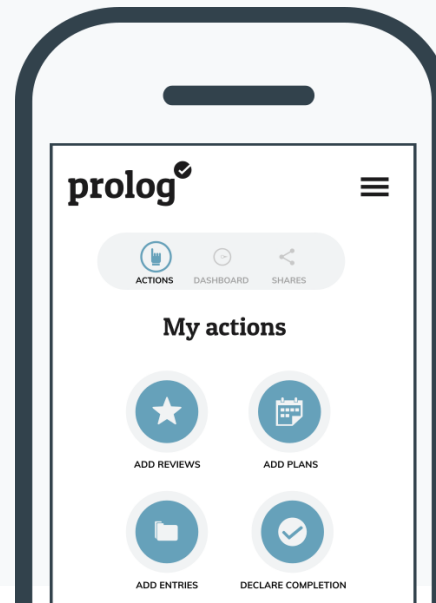 prolog
ACTIONS DASHBOARD SHARES
My actions
ADD REVIEWS ADD PLANS
ADD ENTRIES DECLARE COMPLETION